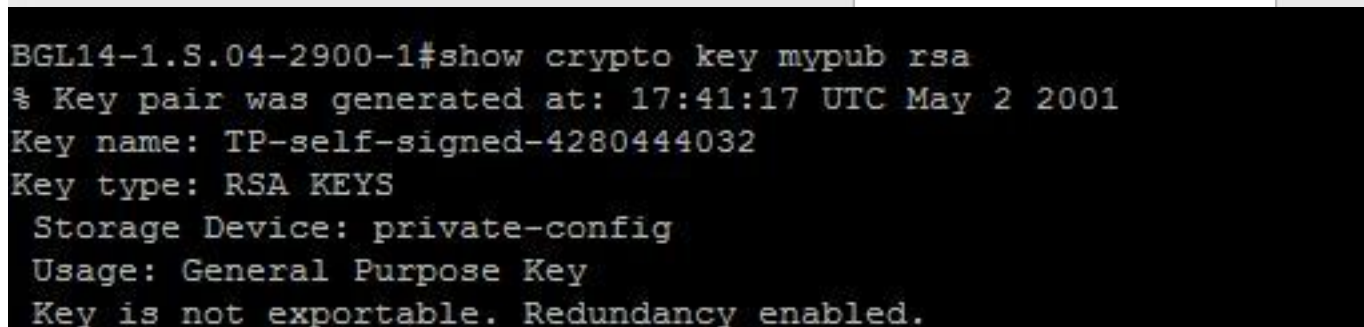 BGL14-1.S.04-2900-1#show crypto key mypub rsa
% Key pair was generated at: 17:41:17 UTC May 2 2001
Key name: TP-self-signed-4280444032
Key type: RSA KEYS
 Storage Device: private-config
 Usage: General Purpose Key
 Key is not exportable. Redundancy enabled.